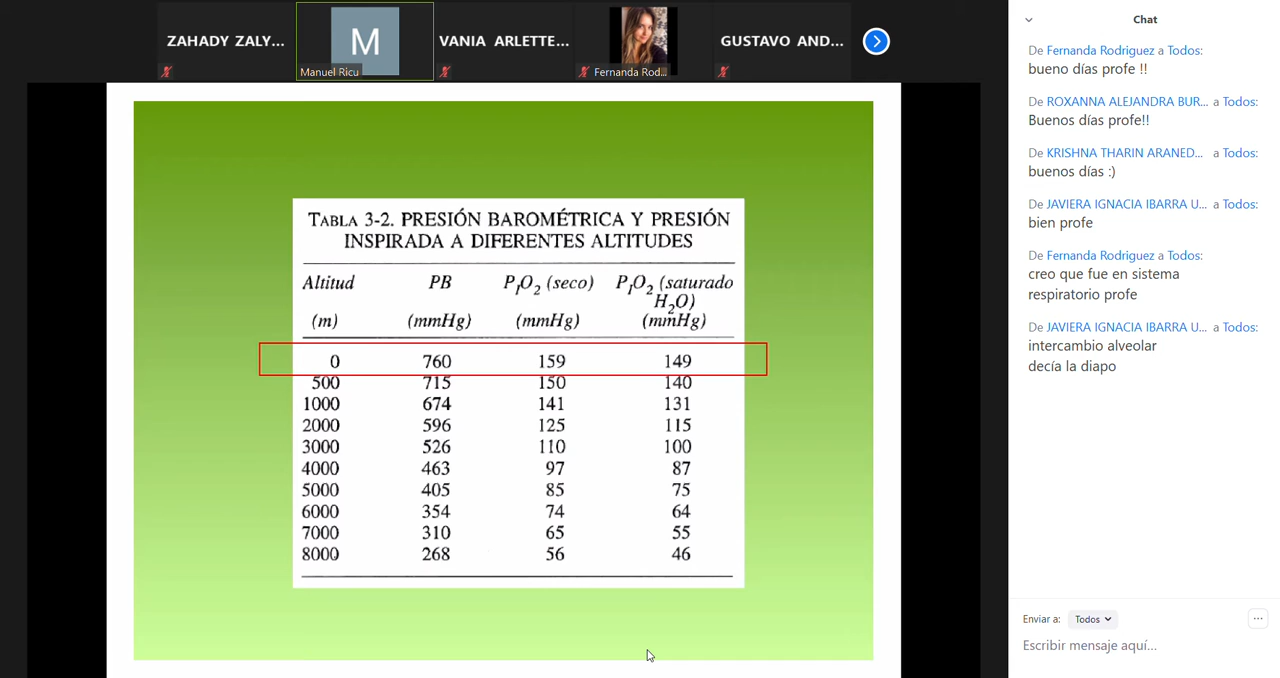 ZAHADY ZALY...
M
Manuel Ricu
VANIA ARLETTE...
Fernanda Rod...
GUSTAVO AND...
TABLA 3-2. PRESIÓN BAROMÉTRICA Y PRESIÓN
INSPIRADA A DIFERENTES ALTITUDES
Altitud PB PIO2 (seco) PIO2 (saturado
H2O)
(m) (mmHg) (mmHg) (mmHg)
0 760 159 149
500 715 150 140
1000 674 141 131
2000 596 125 115
3000 526 110 100
4000 463 97 87
5000 405 85 75
6000 354 74 64
7000 310 65 55
8000 268 56 46
Chat
De Fernanda Rodriguez a Todos:
bueno días profe !!
De ROXANNA ALEJANDRA BUR... a Todos:
Buenos días profe!!
De KRISHNA THARIN ARANED... a Todos:
buenos días :)
De JAVIERA IGNACIA IBARRA U... a Todos:
bien profe
De Fernanda Rodriguez a Todos:
creo que fue en sistema
respiratorio profe
De JAVIERA IGNACIA IBARRA U... a Todos:
intercambio alveolar
decía la diapo
Enviar a: Todos
Escribir mensaje aquí...